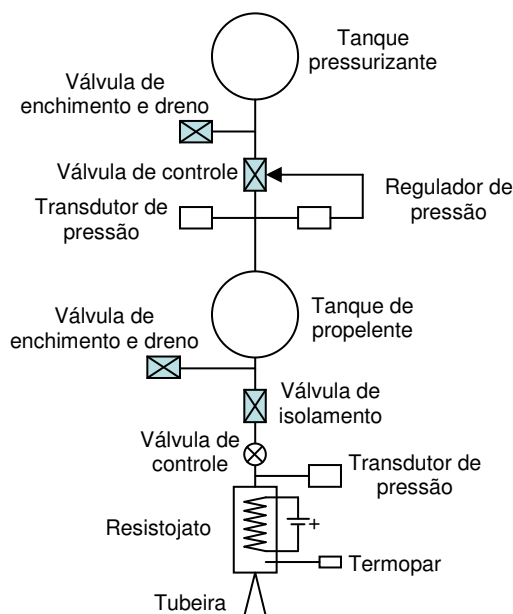 Tanque
pressurizante
Válvula de
enchimento e dreno
Válvula de controle
Regulador de
pressão
Transdutor de
pressão
Tanque de
propelente
Válvula de
enchimento e dreno
Válvula de
isolamento
Válvula de
controle
Transdutor de
pressão
Resistojato
+
Termopar
Tubeira